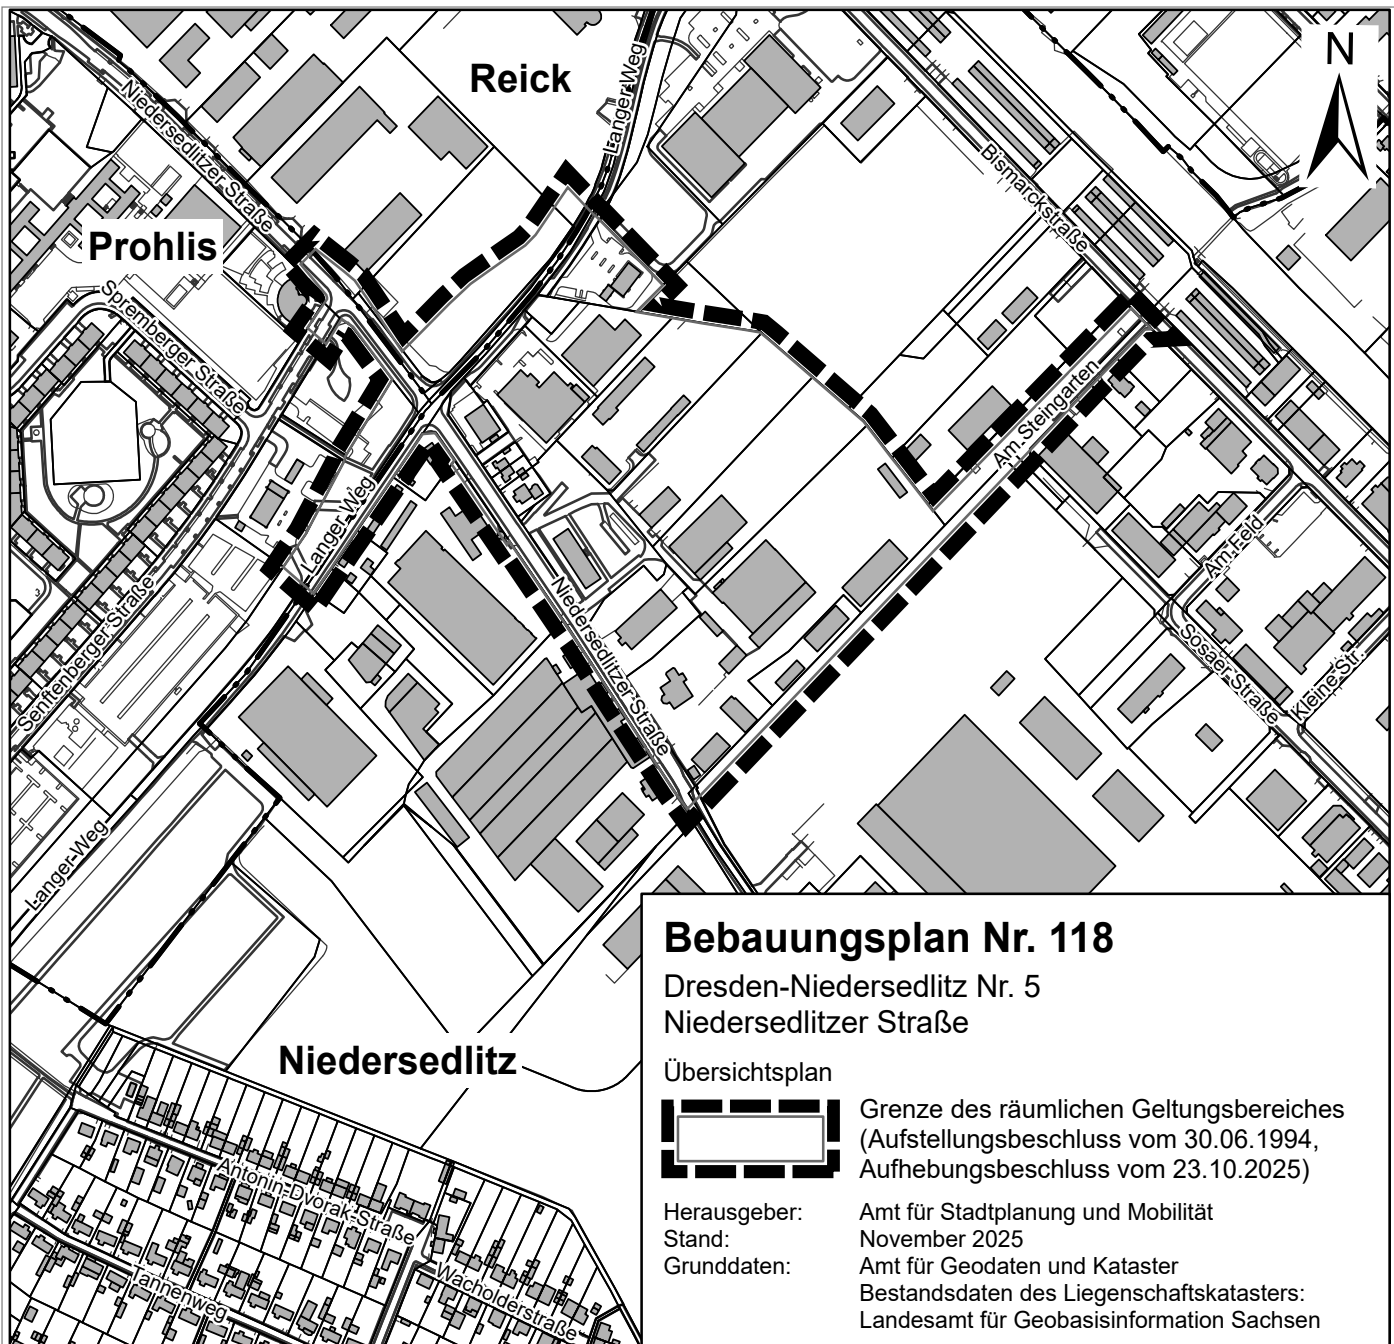 N
Reick
Langer Weg
Niedersedlitzer Straße
Bismarckstraße
Prohlis
Spremberger Straße
Am Steingarten
Langer Weg
Am Feld
Niedersedlitzer Straße
Senftenberger Straße
Sosaer Straße
Kleine Str.
Langer Weg
Bebauungsplan Nr. 118
Dresden-Niedersedlitz Nr. 5
Niedersedlitzer Straße
Niedersedlitz
Übersichtsplan
Grenze des räumlichen Geltungsbereiches
(Aufstellungsbeschluss vom 30.06.1994,
Aufhebungsbeschluss vom 23.10.2025)
Antonin-Dvorak-Straße
Herausgeber: Amt für Stadtplanung und Mobilität
Stand: November 2025
Grunddaten: Amt für Geodaten und Kataster
Bestandsdaten des Liegenschaftskatasters:
Landesamt für Geobasisinformation Sachsen
Tannenweg
Wacholderstraße